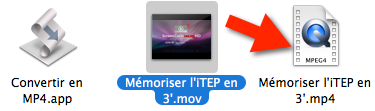 MPEG4
Convertir en
MP4.app
Mémoriser l'iTEP en
3'.mov
Mémoriser l'iTEP en
3'.mp4